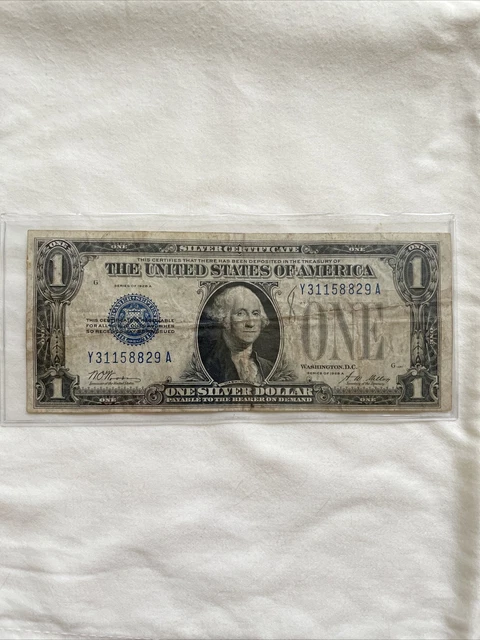 ONE SILVER CERTIFICATE ONE
THIS CERTIFIES THAT THERE HAS BEEN DEPOSITED IN THE TREASURY OF
1 THE UNITED STATES OF AMERICA 1
G SERIES OF 1928 A Y31158829 A
ONE
WASHINGTON, D.C.
Y31158829 A
G
SERIES OF 1928 A
1 ONE SILVER DOLLAR 1
ONE PAYABLE TO THE BEARER ON DEMAND ONE